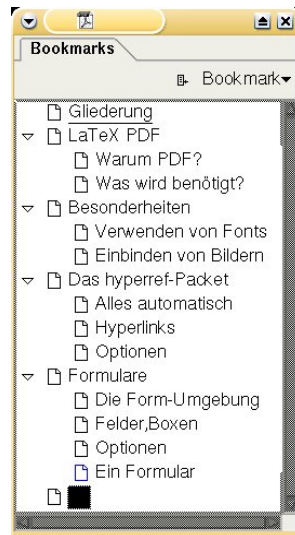 Bookmarks
Bookmark
Gliederung
LaTeX PDF
Warum PDF?
Was wird benötigt?
Besonderheiten
Verwenden von Fonts
Einbinden von Bildern
Das hyperref-Packet
Alles automatisch
Hyperlinks
Optionen
Formulare
Die Form-Umgebung
Felder,Boxen
Optionen
Ein Formular